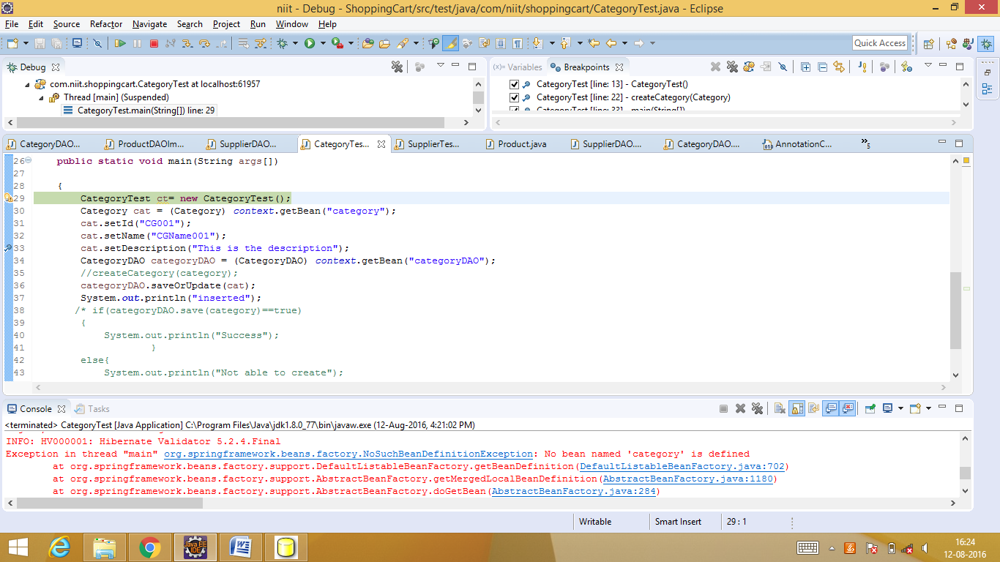 niit - Debug - ShoppingCart/src/test/java/com/niit/shoppingcart/CategoryTest.java - Eclipse
File Edit Source Refactor Navigate Search Project Run Window Help
Quick Access
Debug
com.niit.shoppingcart.CategoryTest at localhost:61957
Thread [main] (Suspended)
CategoryTest.main(String[]) line: 29
(x)= Variables Breakpoints
CategoryTest [line: 13] - CategoryTest()
CategoryTest [line: 22] - createCategory(Category)
CategoryTest [line: 33] - main(String[])
CategoryDAO... ProductDAOIm... SupplierDAO... CategoryTes... SupplierTes... Product.java SupplierDAO.... CategoryDAO.... AnnotationC... »5
26 public static void main(String args[])
27
28 {
29 CategoryTest ct= new CategoryTest();
30 Category cat = (Category) context.getBean("category");
31 cat.setId("CG001");
32 cat.setName("CGName001");
33 cat.setDescription("This is the description");
34 CategoryDAO categoryDAO = (CategoryDAO) context.getBean("categoryDAO");
35 //createCategory(category);
36 categoryDAO.saveOrUpdate(cat);
37 System.out.println("inserted");
38 /* if(categoryDAO.save(category)==true)
39 {
40 System.out.println("Success");
41 }
42 else{
43 System.out.println("Not able to create");
Console Tasks
<terminated> CategoryTest [Java Application] C:\Program Files\Java\jdk1.8.0_77\bin\javaw.exe (12-Aug-2016, 4:21:02 PM)
INFO: HV000001: Hibernate Validator 5.2.4.Final
Exception in thread "main" org.springframework.beans.factory.NoSuchBeanDefinitionException: No bean named 'category' is defined
at org.springframework.beans.factory.support.DefaultListableBeanFactory.getBeanDefinition(DefaultListableBeanFactory.java:702)
at org.springframework.beans.factory.support.AbstractBeanFactory.getMergedLocalBeanDefinition(AbstractBeanFactory.java:1180)
at org.springframework.beans.factory.support.AbstractBeanFactory.doGetBean(AbstractBeanFactory.java:284)
Writable Smart Insert 29 : 1
Java EE IDE
16:24
12-08-2016